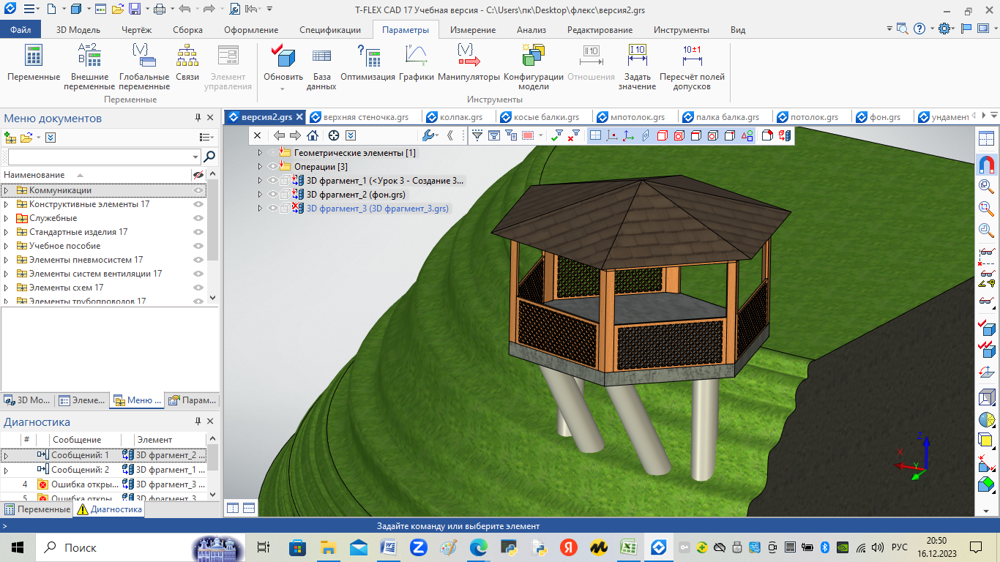 T-FLEX CAD 17 Учебная версия - C:\Users\пк\Desktop\флекс\версия2.grs
Файл 3D Модель Чертёж Сборка Оформление Спецификации Параметры Измерение Анализ Редактирование Инструменты Вид
Переменные Внешние переменные Глобальные переменные Связи Элемент управления Обновить База данных Оптимизация Графики Манипуляторы Конфигурации модели Отношения Задать значение Пересчёт полей допусков
Переменные Инструменты
Меню документов
версия2.grs верхняя стеночка.grs колпак.grs косые балки.grs мпотолок.grs палка балка.grs потолок.grs фон.grs ундамент
Наименование
Коммуникации
Конструктивные элементы 17
Служебные
Стандартные изделия 17
Учебное пособие
Элементы пневмосистем 17
Элементы систем вентиляции 17
Элементы схем 17
Элементы трубопроводов 17
Геометрические элементы [1]
Операции [3]
3D фрагмент_1 (<Урок 3 - Создание 3...
3D фрагмент_2 (фон.grs)
3D фрагмент_3 (3D фрагмент_3.grs)
3D Мо... Элеме... Меню ... Парам...
Диагностика
# Сообщение Элемент
Сообщений: 1 3D фрагмент_2 ...
Сообщений: 2 3D фрагмент_1 ...
4 Ошибка откры... 3D фрагмент_3 ...
5 Ошибка откры... 3D фрагмент_3
Переменные Диагностика
Z
X
Y
> Задайте команду или выберите элемент
Поиск
РУС
20:50
16.12.2023